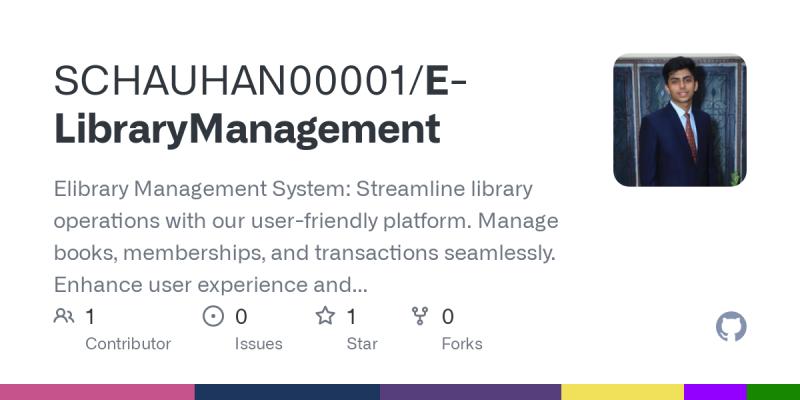 SCHAUHAN00001/E-
LibraryManagement
Elibrary Management System: Streamline library
operations with our user-friendly platform. Manage
books, memberships, and transactions seamlessly.
Enhance user experience and...
1 0 1 0
Contributor Issues Star Forks